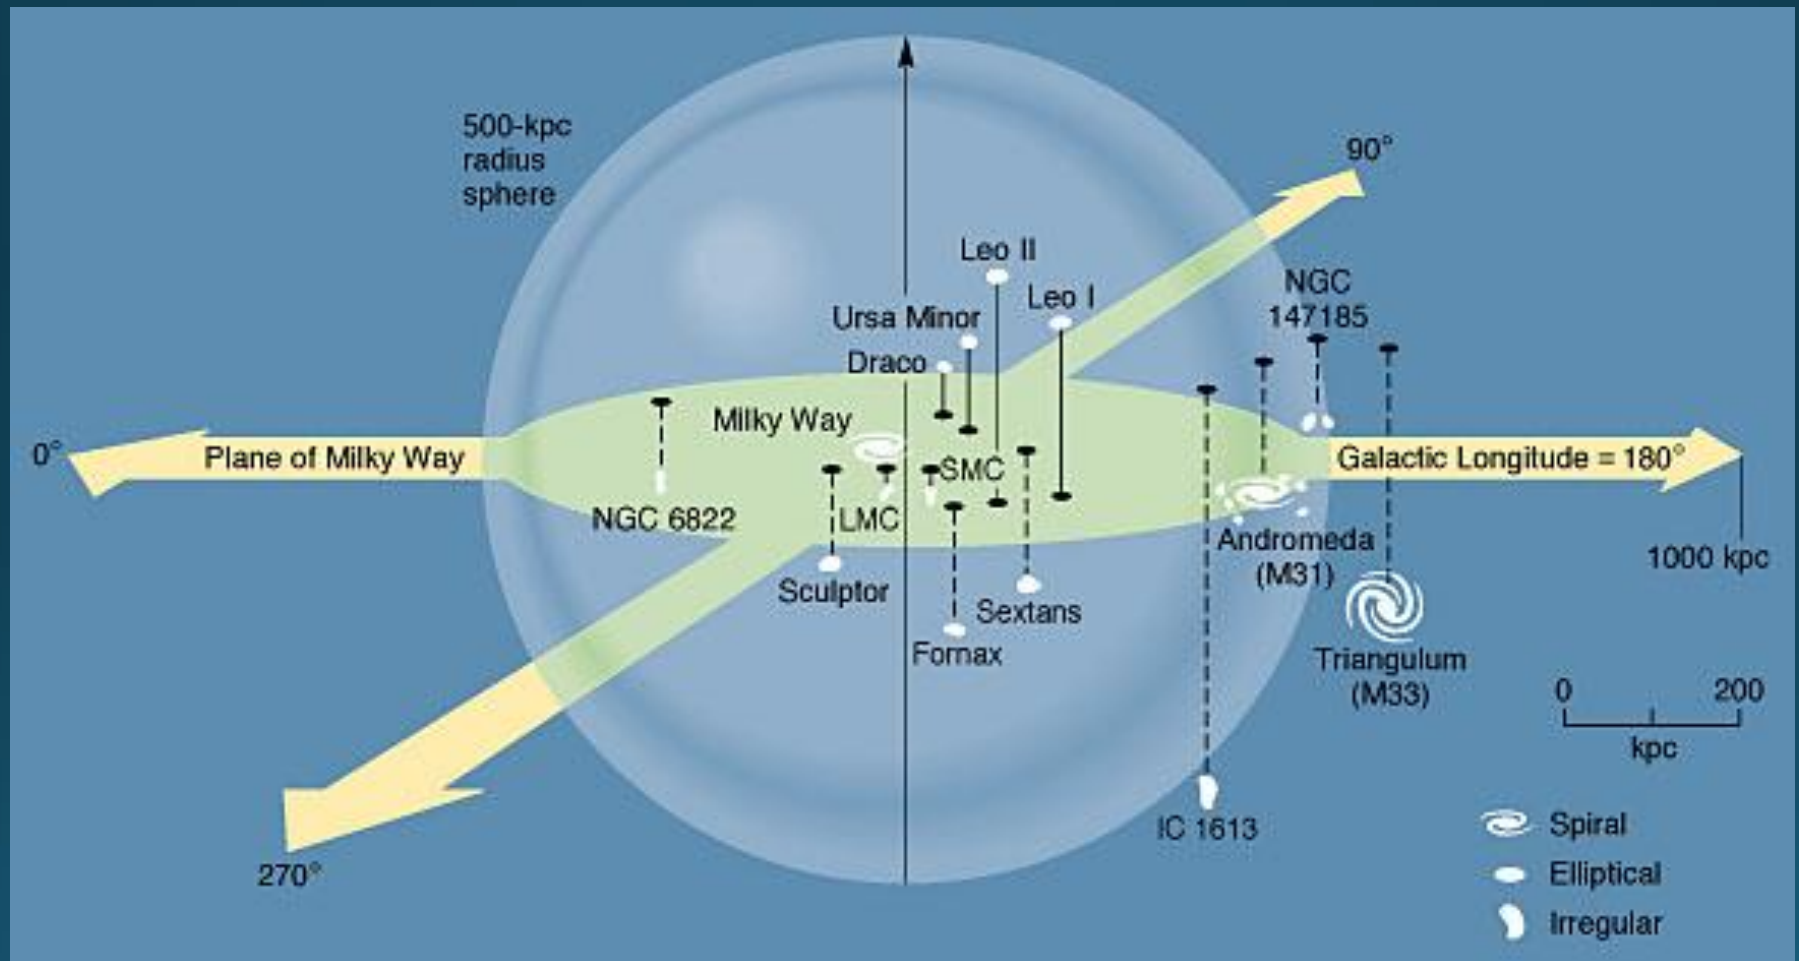 500-kpc
radius
sphere
90°
Leo II
NGC
147185
Leo I
Ursa Minor
Draco
Milky Way
0°
Plane of Milky Way
SMC
Galactic Longitude = 180°
NGC 6822
LMC
Andromeda
(M31)
1000 kpc
Sculptor
Sextans
Fornax
Triangulum
(M33)
0 200
kpc
IC 1613
Spiral
270°
Elliptical
Irregular